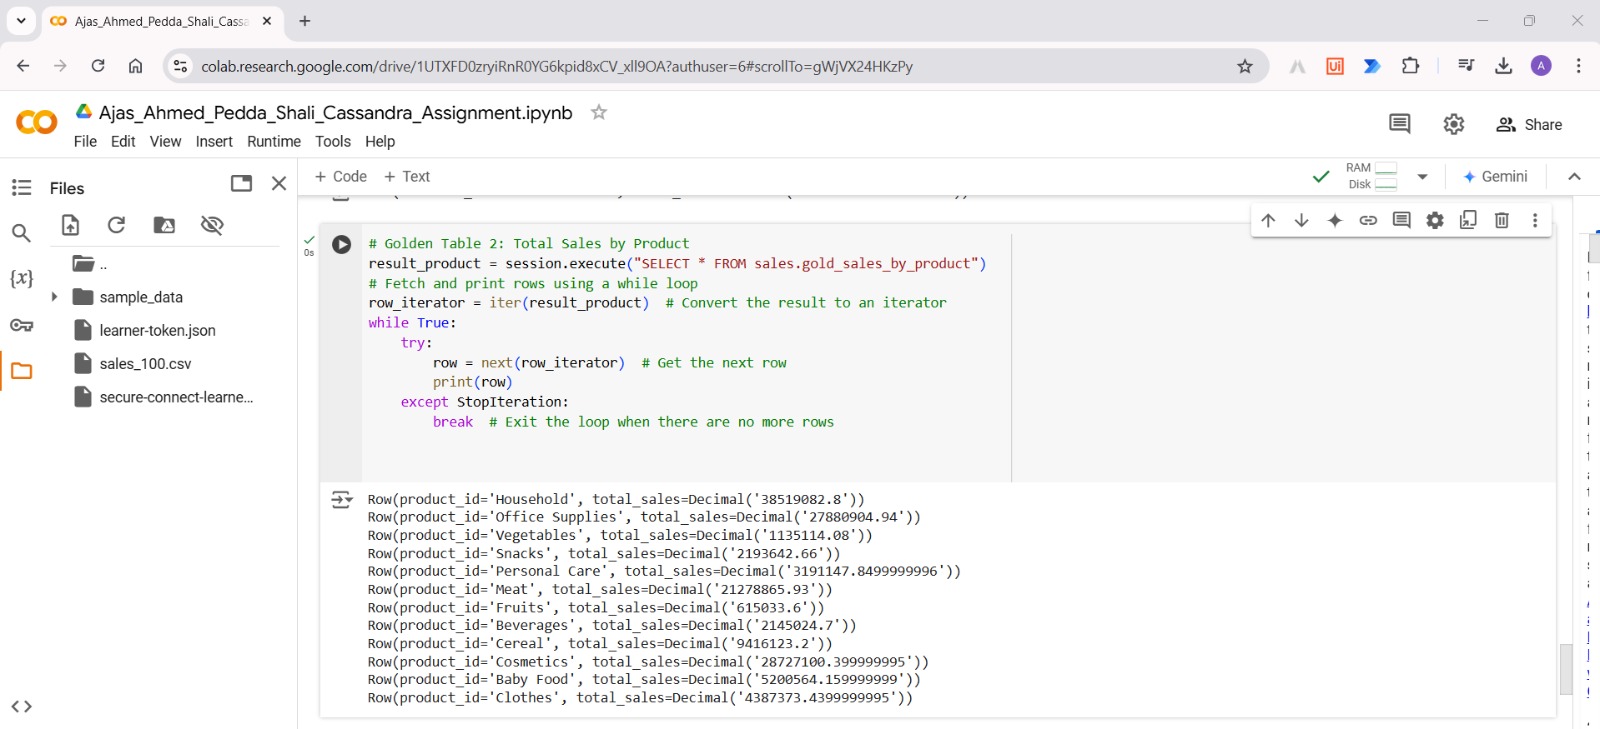 Ajas_Ahmed_Pedda_Shali_Cassa
colab.research.google.com/drive/1UTXFD0zryiRnR0YG6kpid8xCV_xll9OA?authuser=6#scrollTo=gWjVX24HKzPy
Ui
A
Ajas_Ahmed_Pedda_Shali_Cassandra_Assignment.ipynb
File Edit View Insert Runtime Tools Help
Share
Files
+ Code + Text
RAM
Disk
Gemini
..
sample_data
learner-token.json
sales_100.csv
secure-connect-learne...
{x}
0s
# Golden Table 2: Total Sales by Product
result_product = session.execute("SELECT * FROM sales.gold_sales_by_product")
# Fetch and print rows using a while loop
row_iterator = iter(result_product)  # Convert the result to an iterator
while True:
    try:
        row = next(row_iterator)  # Get the next row
        print(row)
    except StopIteration:
        break  # Exit the loop when there are no more rows
Row(product_id='Household', total_sales=Decimal('38519082.8'))
Row(product_id='Office Supplies', total_sales=Decimal('27880904.94'))
Row(product_id='Vegetables', total_sales=Decimal('1135114.08'))
Row(product_id='Snacks', total_sales=Decimal('2193642.66'))
Row(product_id='Personal Care', total_sales=Decimal('3191147.8499999996'))
Row(product_id='Meat', total_sales=Decimal('21278865.93'))
Row(product_id='Fruits', total_sales=Decimal('615033.6'))
Row(product_id='Beverages', total_sales=Decimal('2145024.7'))
Row(product_id='Cereal', total_sales=Decimal('9416123.2'))
Row(product_id='Cosmetics', total_sales=Decimal('28727100.399999995'))
Row(product_id='Baby Food', total_sales=Decimal('5200564.159999999'))
Row(product_id='Clothes', total_sales=Decimal('4387373.4399999995'))